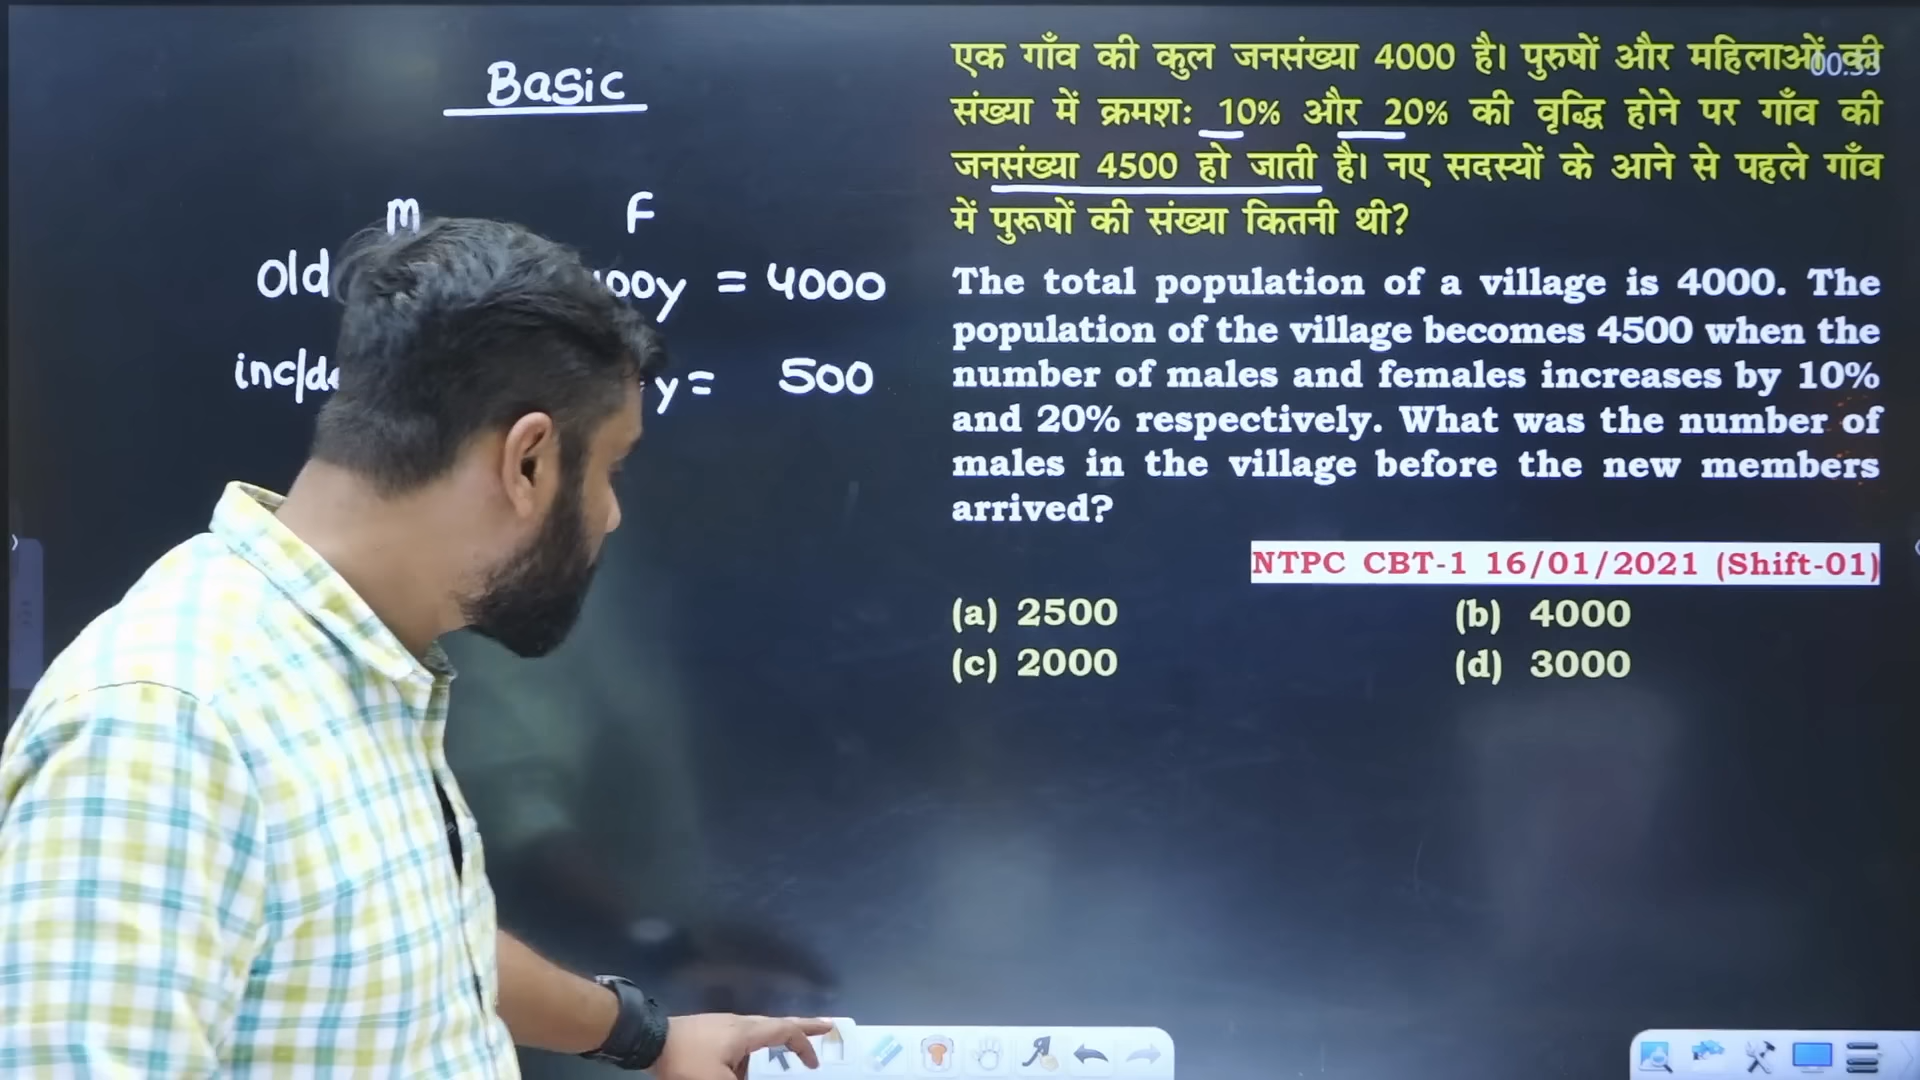 Basic
M F
Old 00y = 4000
inc/de y = 500
एक गाँव की कुल जनसंख्या 4000 है। पुरुषों और महिलाओं की
00:33
संख्या में क्रमश: 10% और 20% की वृद्धि होने पर गाँव की
जनसंख्या 4500 हो जाती है। नए सदस्यों के आने से पहले गाँव
में पुरूषों की संख्या कितनी थी?
The total population of a village is 4000. The
population of the village becomes 4500 when the
number of males and females increases by 10%
and 20% respectively. What was the number of
males in the village before the new members
arrived?
NTPC CBT-1 16/01/2021 (Shift-01)
(a) 2500 (b) 4000
(c) 2000 (d) 3000